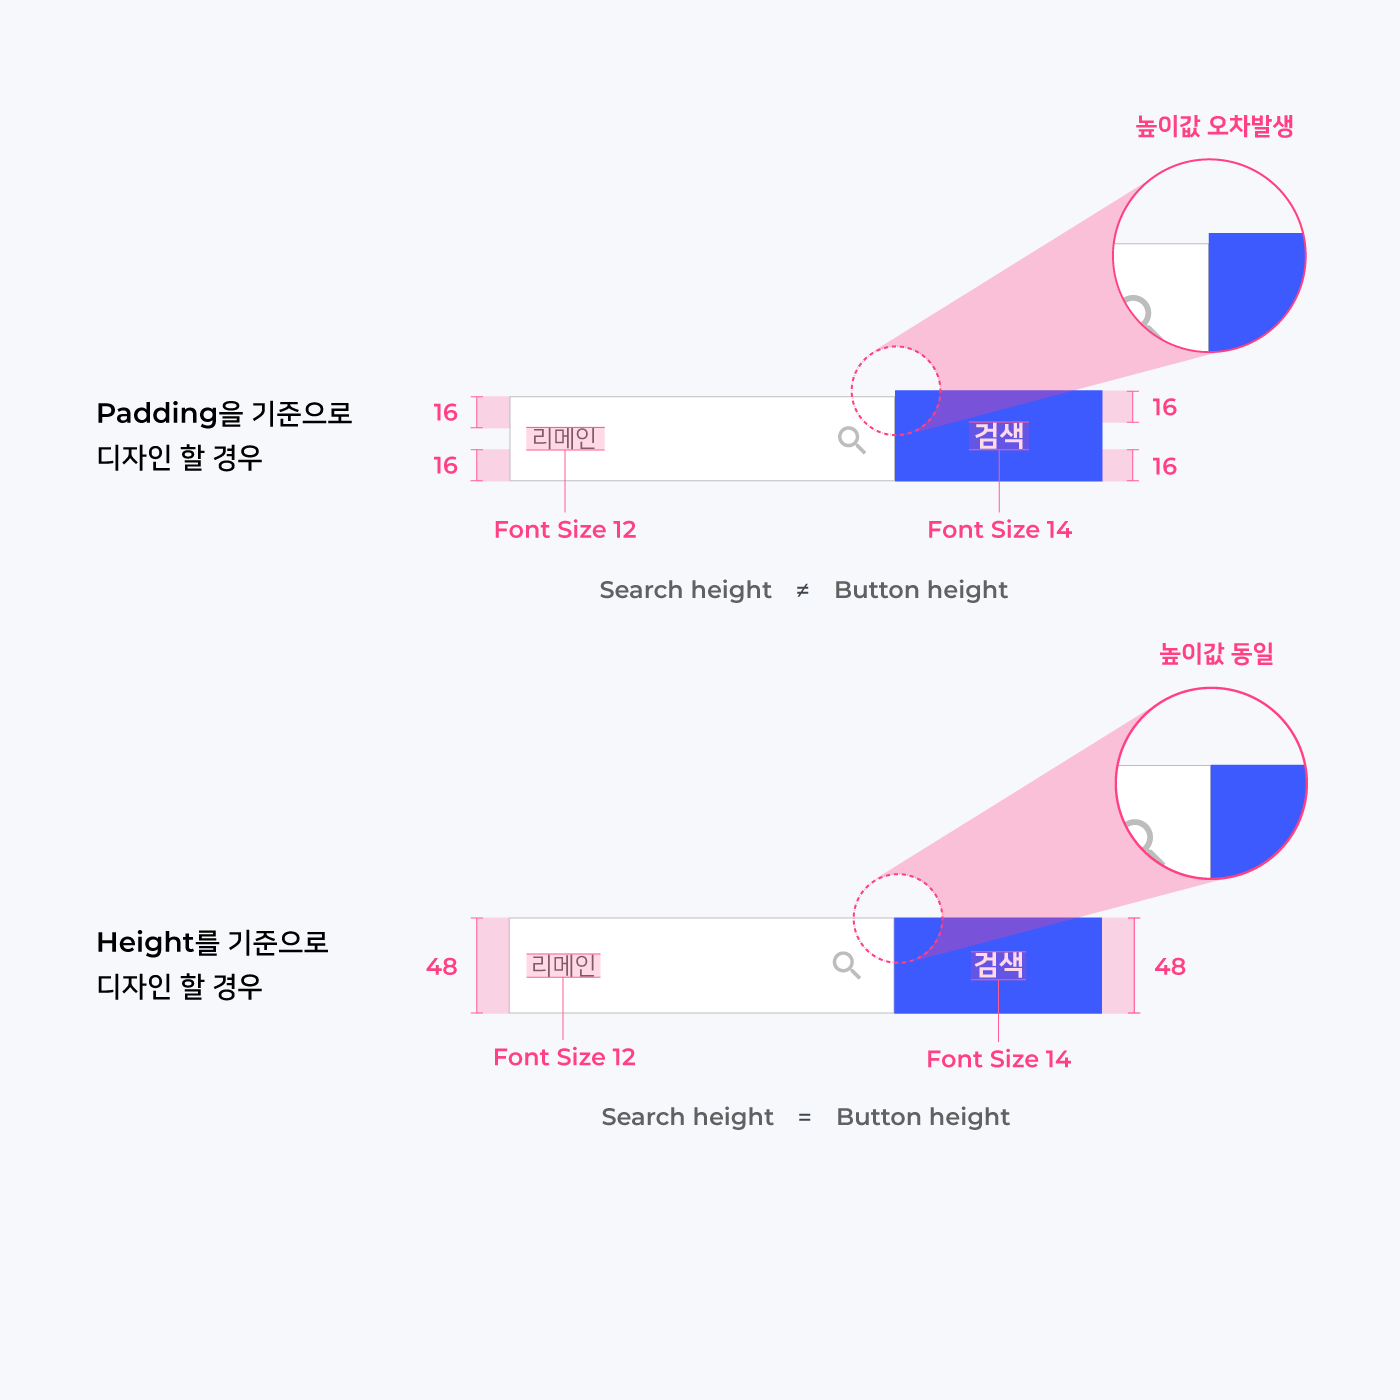 높이값 오차발생
Padding을 기준으로
디자인 할 경우
16
16
리메인
검색
16
16
Font Size 12
Font Size 14
Search height ≠ Button height
높이값 동일
Height를 기준으로
디자인 할 경우
48
리메인
검색
48
Font Size 12
Font Size 14
Search height = Button height